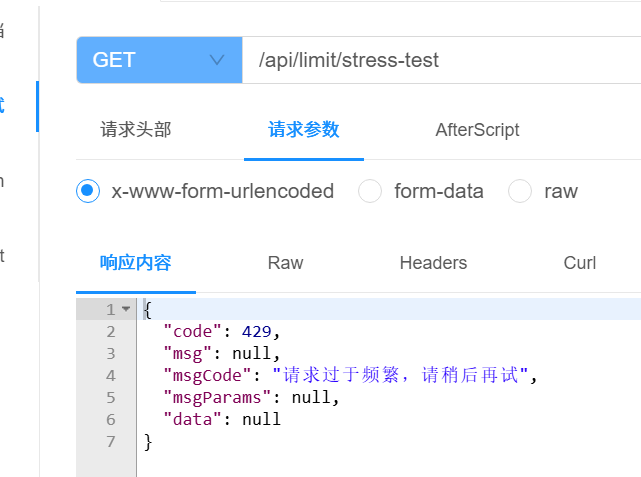 GET
/api/limit/stress-test
请求头部 请求参数 AfterScript
x-www-form-urlencoded form-data raw
响应内容 Raw Headers Curl
1 {
2 "code": 429,
3 "msg": null,
4 "msgCode": "请求过于频繁，请稍后再试",
5 "msgParams": null,
6 "data": null
7 }